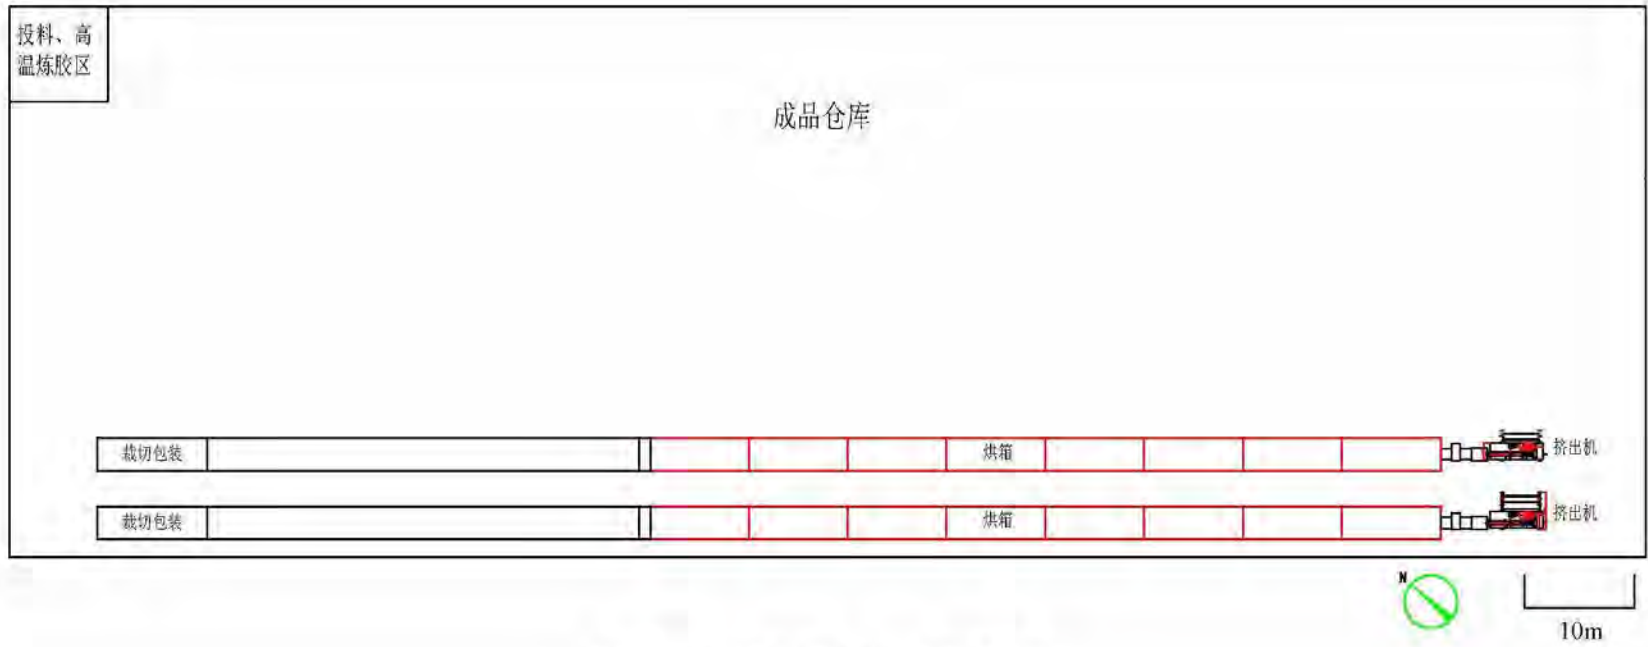 投料、高
温炼胶区
成品仓库
裁切包装
烘箱
挤出机
裁切包装
烘箱
挤出机
N
10m